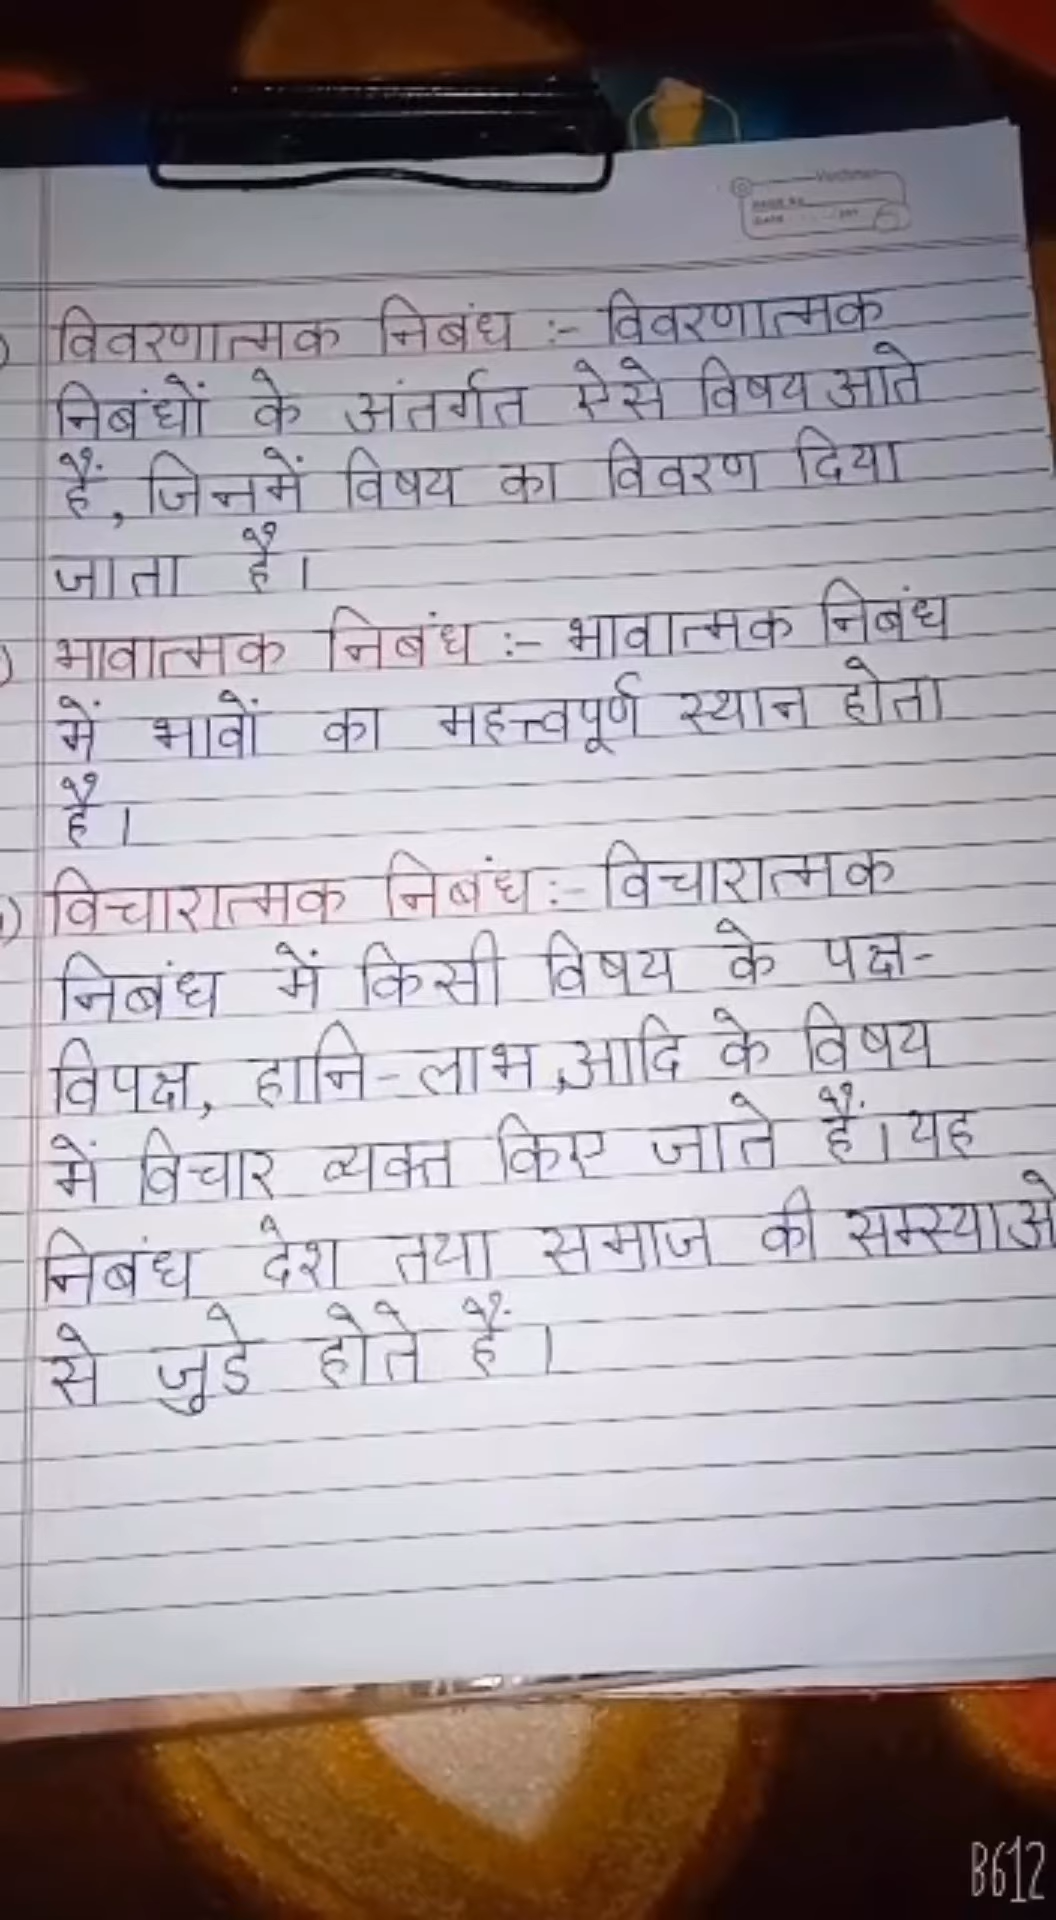 विवरणात्मक निबंध :- विवरणात्मक
निबंधों के अंतर्गत ऐसे विषय आते
हैं, जिनमें विषय का विवरण दिया
जाता है।
भावात्मक निबंध :- भावात्मक निबंध
में भावों का महत्त्वपूर्ण स्थान होता
है।
विचारात्मक निबंध :- विचारात्मक
निबंध में किसी विषय के पक्ष-
विपक्ष, हानि-लाभ, आदि के विषय
में विचार व्यक्त किए जाते हैं। यह
निबंध देश तथा समाज की सम्स्याओ
से जुडे होते हैं।
B612